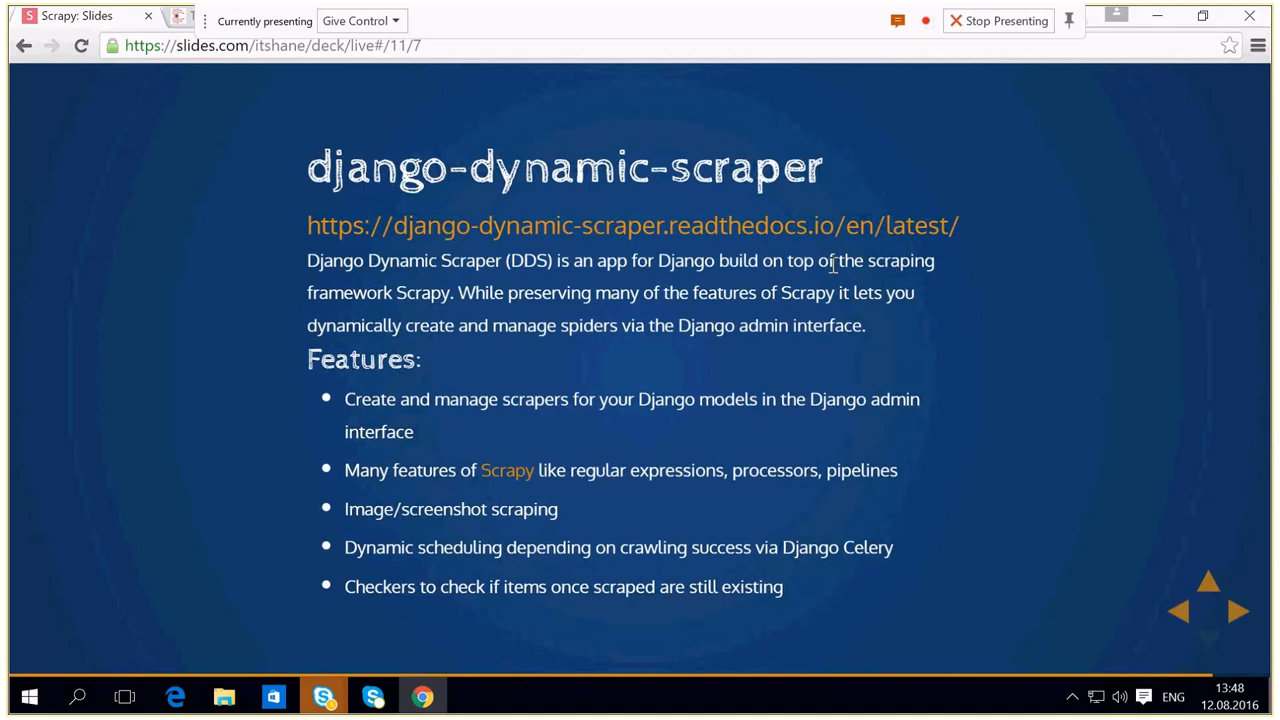 Scrapy: Slides
Currently presenting
Give Control
Stop Presenting
https://slides.com/itshane/deck/live#/11/7
django-dynamic-scraper
https://django-dynamic-scraper.readthedocs.io/en/latest/
Django Dynamic Scraper (DDS) is an app for Django build on top of the scraping
framework Scrapy. While preserving many of the features of Scrapy it lets you
dynamically create and manage spiders via the Django admin interface.
Features:
Create and manage scrapers for your Django models in the Django admin
interface
Many features of Scrapy like regular expressions, processors, pipelines
Image/screenshot scraping
Dynamic scheduling depending on crawling success via Django Celery
Checkers to check if items once scraped are still existing
ENG
13:48
12.08.2016